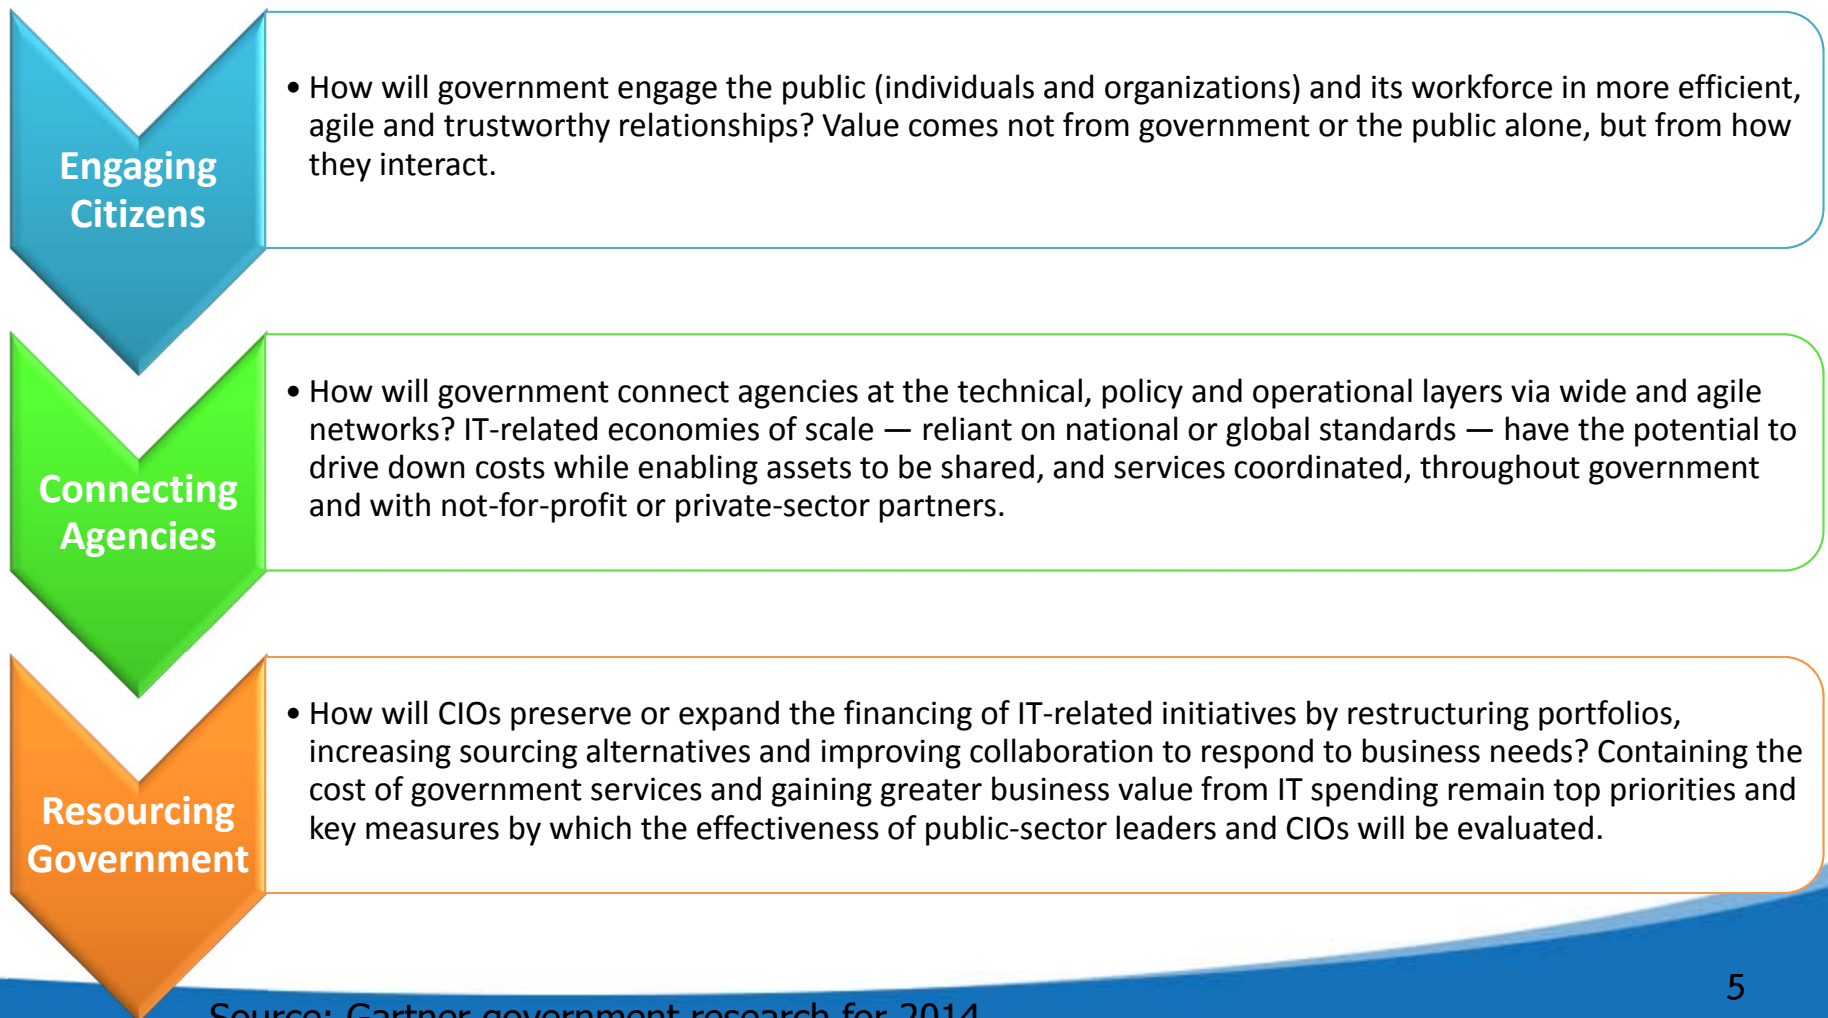 Engaging
Citizens
• How will government engage the public (individuals and organizations) and its workforce in more efficient,
agile and trustworthy relationships? Value comes not from government or the public alone, but from how
they interact.
Connecting
Agencies
• How will government connect agencies at the technical, policy and operational layers via wide and agile
networks? IT-related economies of scale — reliant on national or global standards — have the potential to
drive down costs while enabling assets to be shared, and services coordinated, throughout government
and with not-for-profit or private-sector partners.
Resourcing
Government
• How will CIOs preserve or expand the financing of IT-related initiatives by restructuring portfolios,
increasing sourcing alternatives and improving collaboration to respond to business needs? Containing the
cost of government services and gaining greater business value from IT spending remain top priorities and
key measures by which the effectiveness of public-sector leaders and CIOs will be evaluated.
5
Source: Gartner government research for 2014